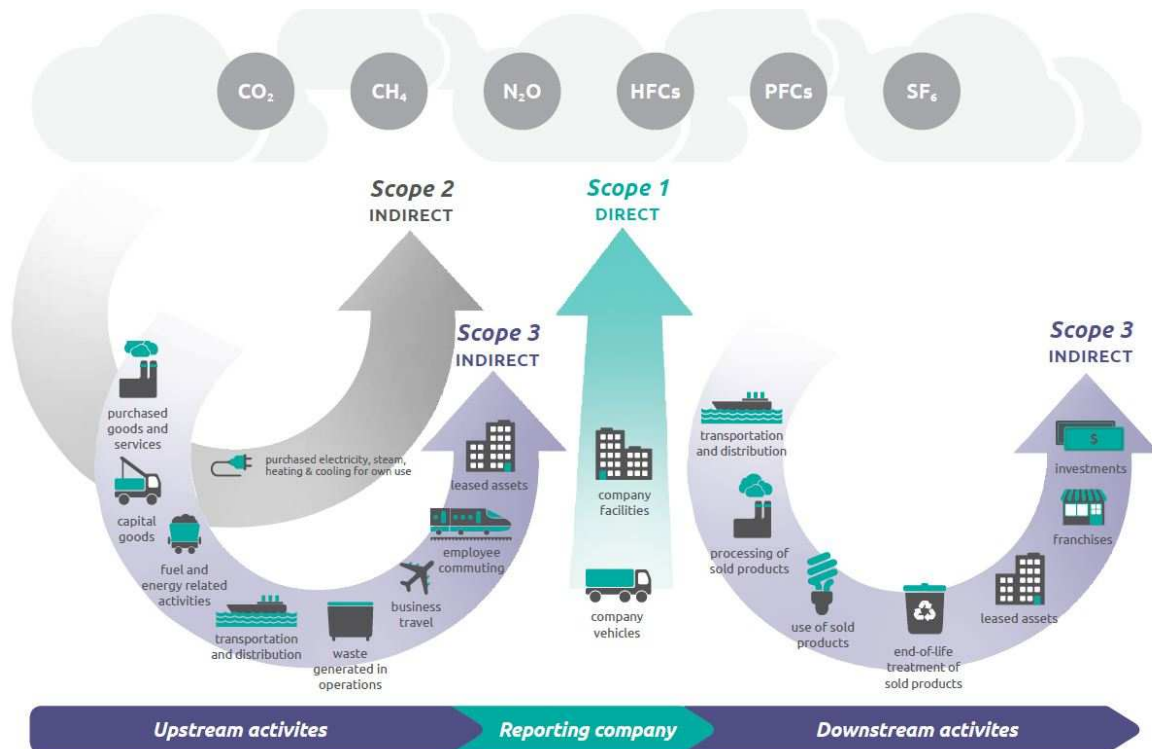 CO₂
CH₄
N₂O
HFCs
PFCs
SF₆
Scope 2
INDIRECT
Scope 1
DIRECT
Scope 3
INDIRECT
Scope 3
INDIRECT
purchased
goods and
services
capital
goods
fuel and
energy related
activities
transportation
and distribution
waste
generated in
operations
business
travel
employee
commuting
leased assets
purchased electricity, steam,
heating & cooling for own use
company
facilities
company
vehicles
transportation
and distribution
processing of
sold products
use of sold
products
end-of-life
treatment of
sold products
leased assets
franchises
$
investments
Upstream activites
Reporting company
Downstream activites